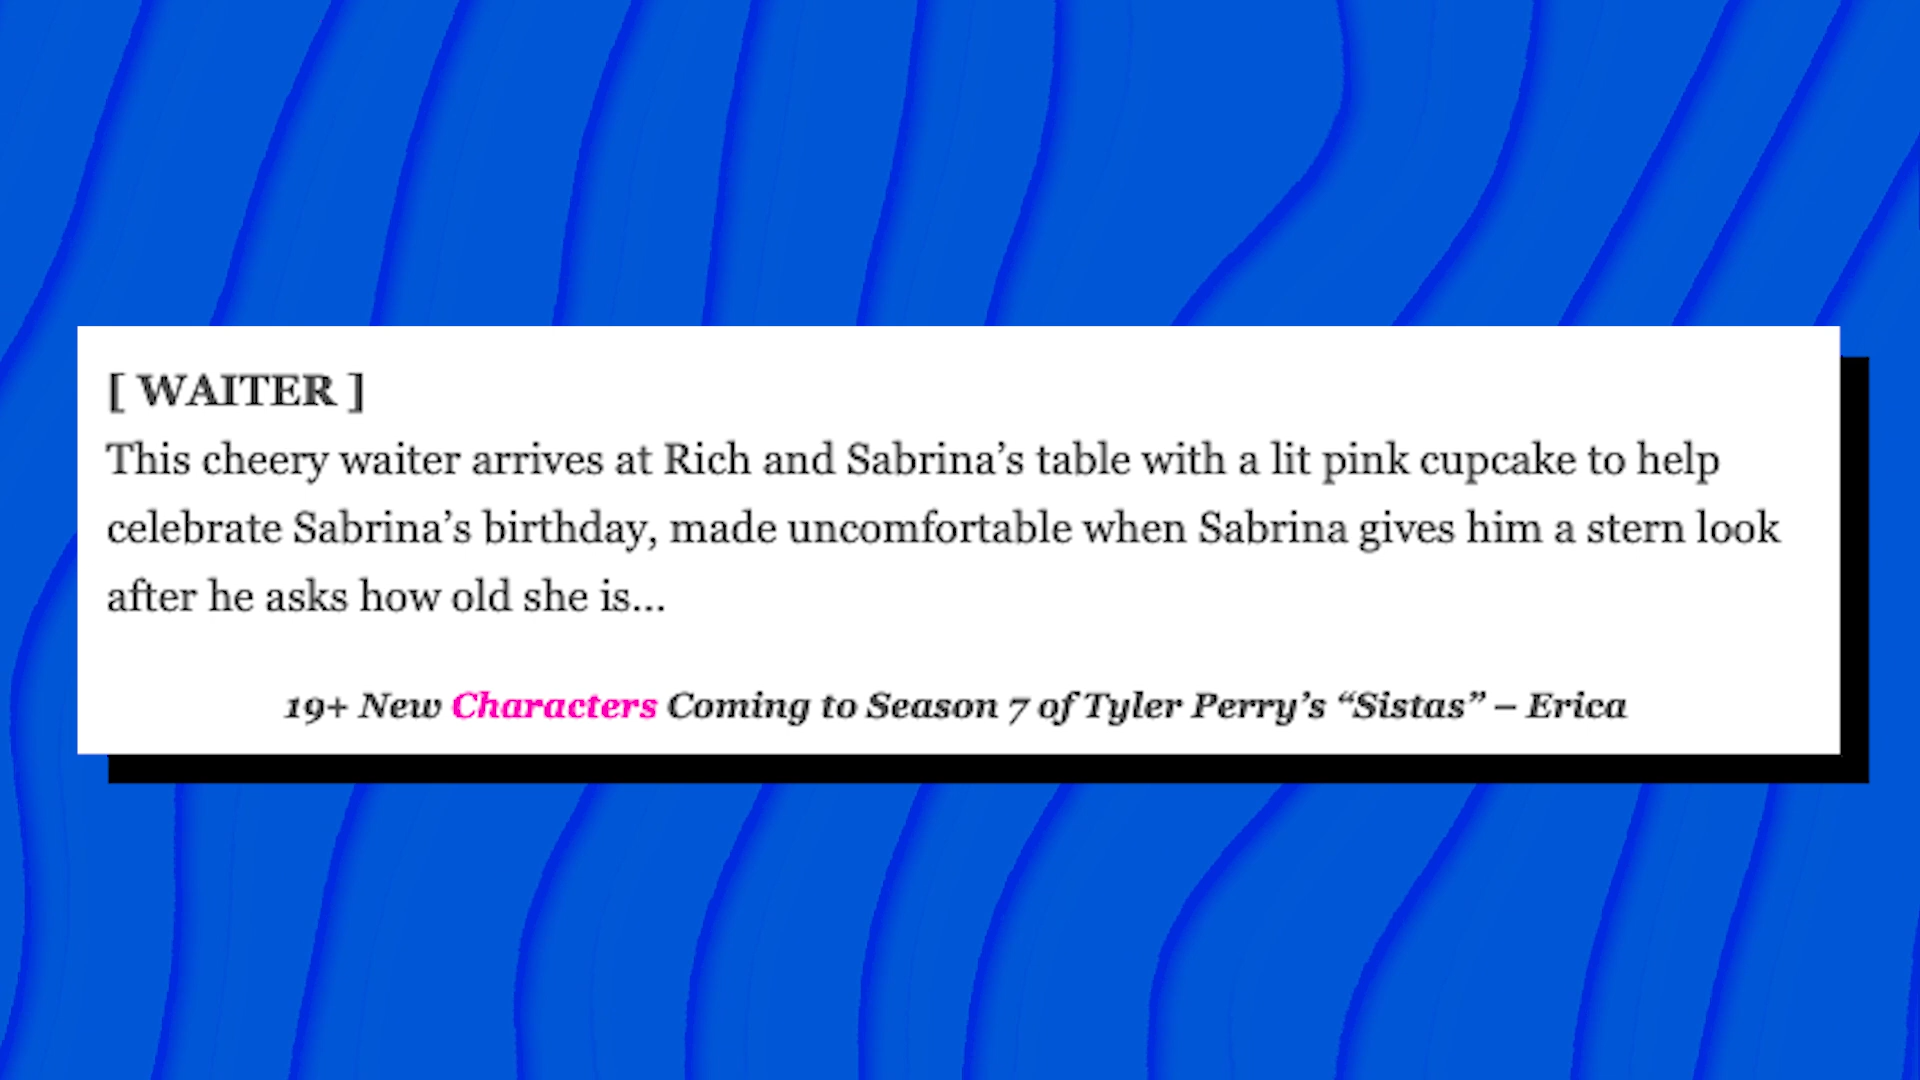 [ WAITER ]
This cheery waiter arrives at Rich and Sabrina’s table with a lit pink cupcake to help
celebrate Sabrina’s birthday, made uncomfortable when Sabrina gives him a stern look
after he asks how old she is...
19+ New Characters Coming to Season 7 of Tyler Perry’s “Sistas” – Erica